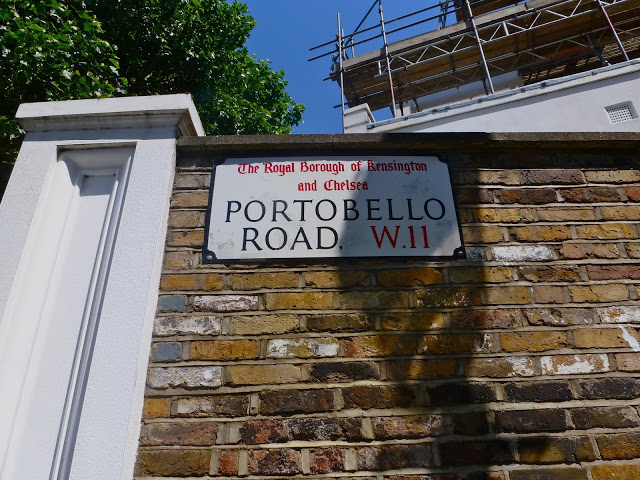 The Royal Borough of Kensington
and Chelsea
PORTOBELLO
ROAD. W.11